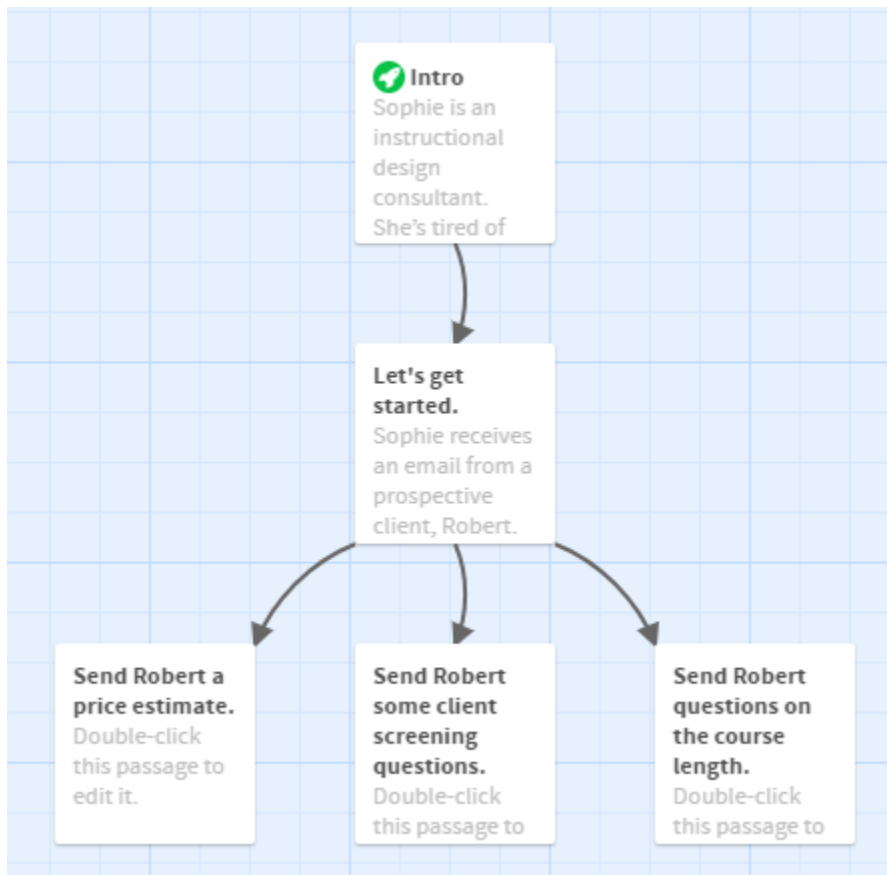 Intro
Sophie is an
instructional
design
consultant.
She's tired of
Let's get
started.
Sophie receives
an email from a
prospective
client, Robert.
Send Robert a
price estimate.
Double-click
this passage to
edit it.
Send Robert
some client
screening
questions.
Double-click
this passage to
Send Robert
questions on
the course
length.
Double-click
this passage to